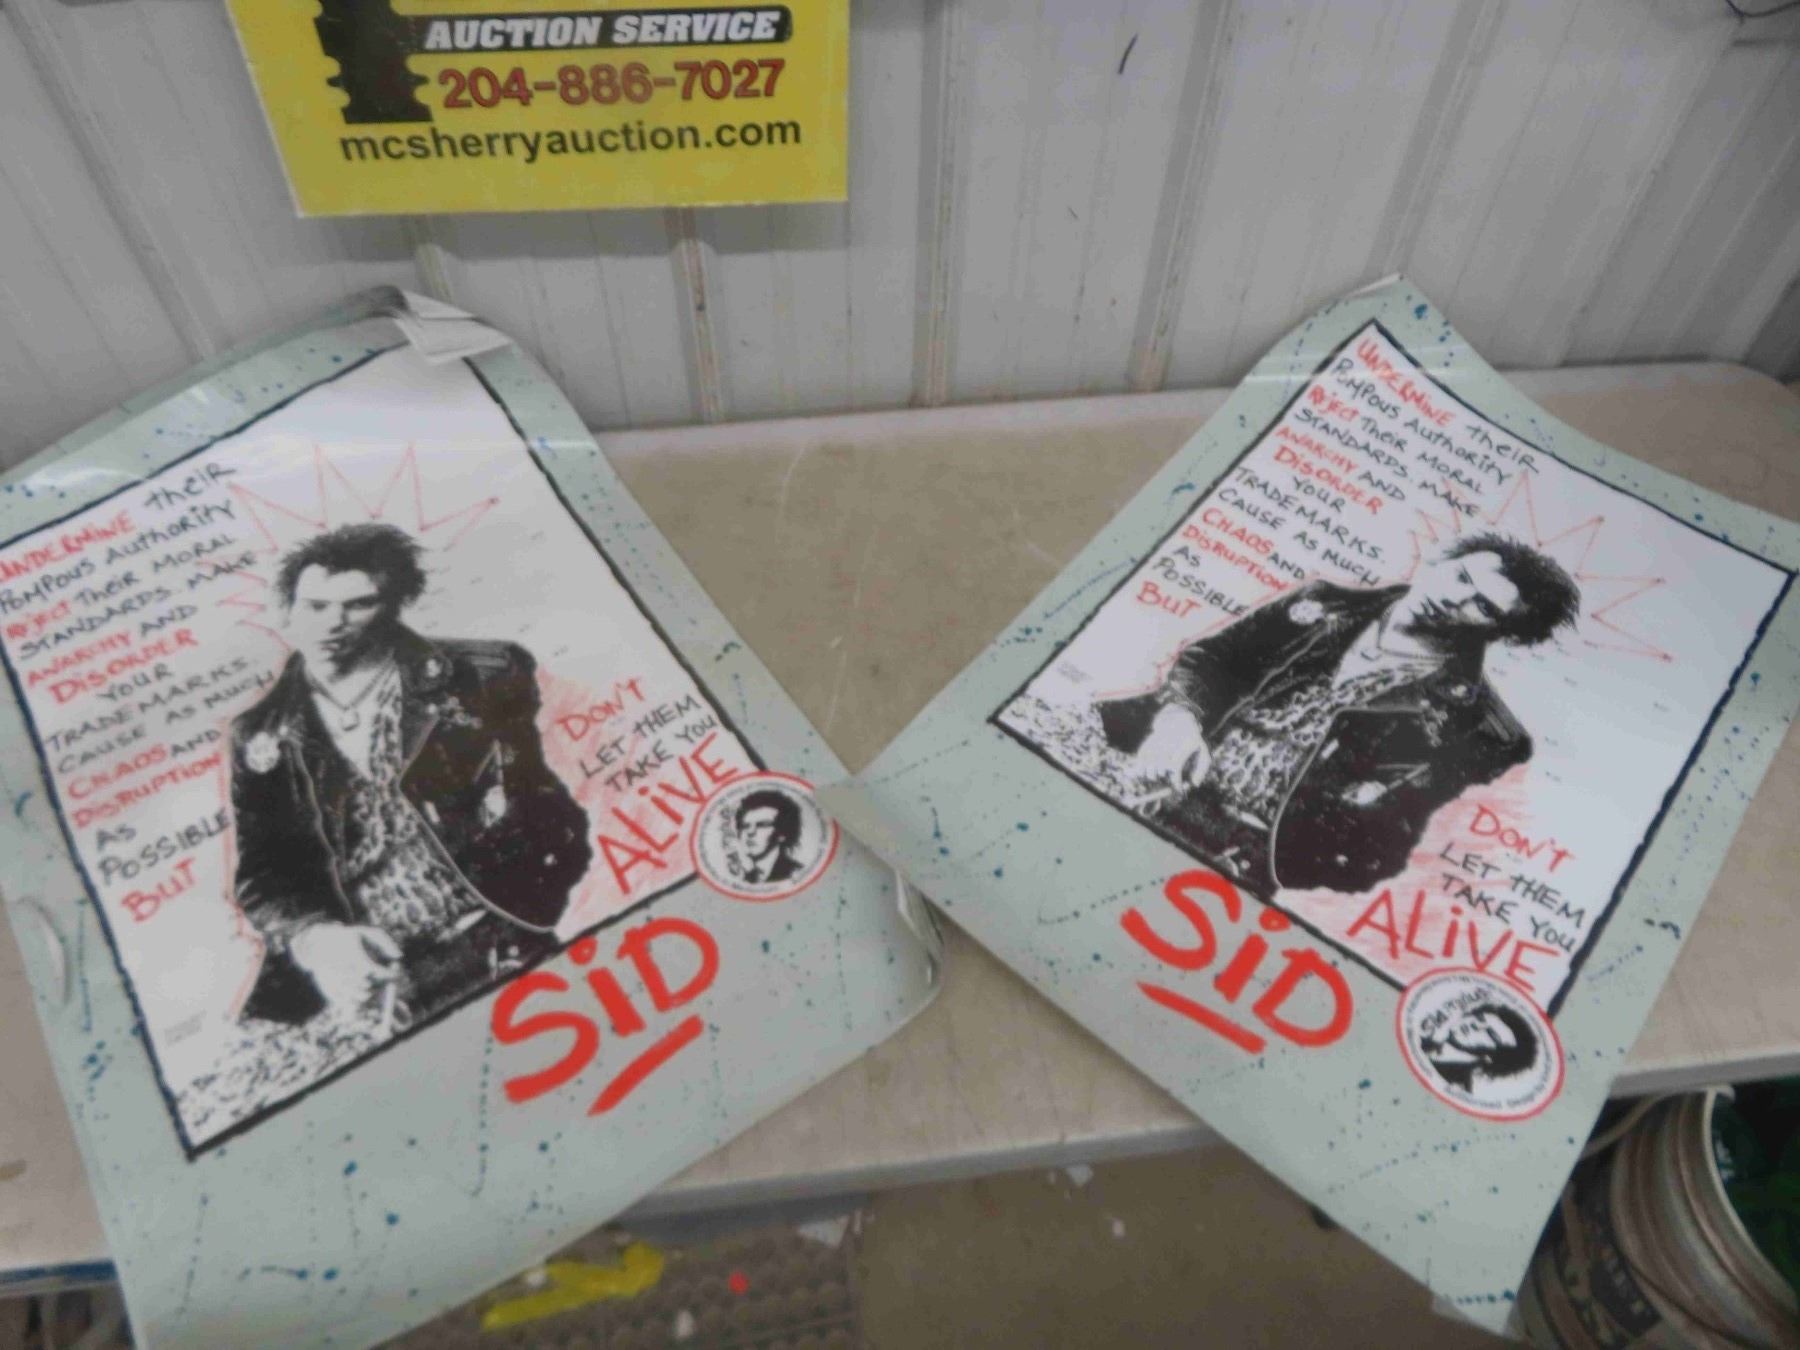 AUCTION SERVICE
204-886-7027
mcsherryauction.com
UNDERMINE their
POMPOUS Authority
REJECT Their MORAL
STANDARDS. MAKE
ANARCHY AND
DISORDER
YOUR
TRADEMARKS.
CAUSE AS MUCH
CHAOS AND
DISRUPTION
AS
POSSIBLE
BUT
DON'T
LET THEM
TAKE YOU
ALiVE
SiD
UNDERMINE their
POMPOUS Authority
REJECT Their MORAL
STANDARDS. MAKE
ANARCHY AND
DISORDER
YOUR
TRADEMARKS.
CAUSE AS MUCH
CHAOS AND
DISRUPTION
AS
POSSIBLE
BUT
DON'T
LET THEM
TAKE YOU
ALiVE
SiD